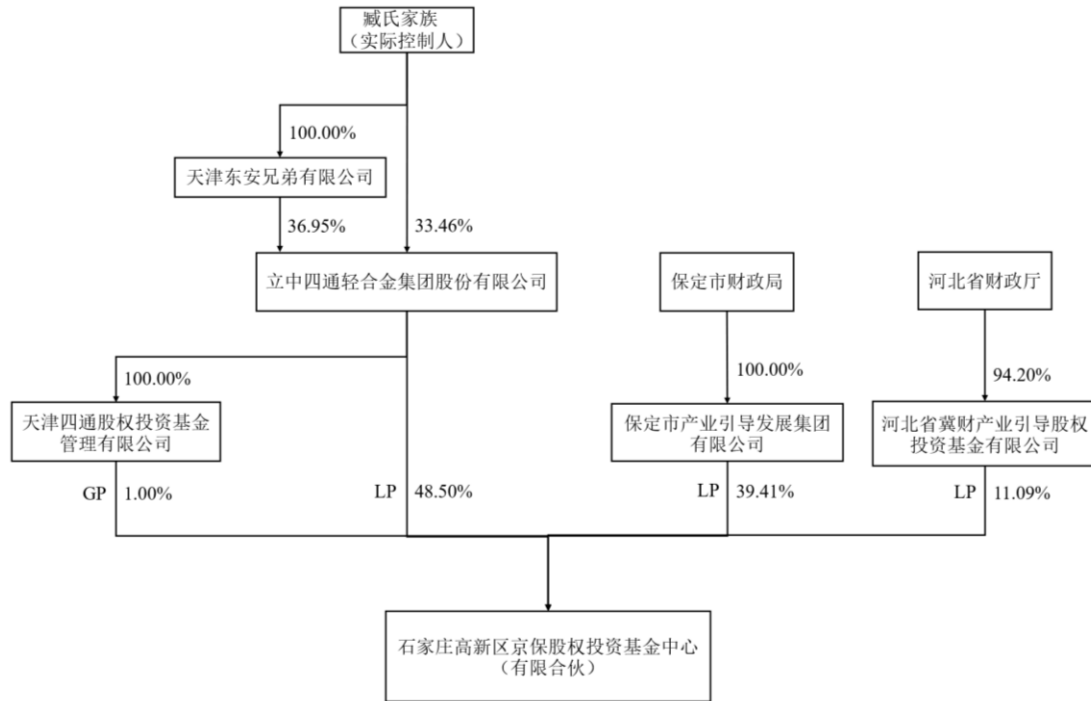 臧氏家族
（实际控制人）
100.00%
天津东安兄弟有限公司
36.95%
33.46%
立中四通轻合金集团股份有限公司
保定市财政局
河北省财政厅
100.00%
100.00%
94.20%
天津四通股权投资基金
管理有限公司
保定市产业引导发展集团
有限公司
河北省冀财产业引导股权
投资基金有限公司
GP 1.00%
LP 48.50%
LP 39.41%
LP 11.09%
石家庄高新区京保股权投资基金中心
（有限合伙）